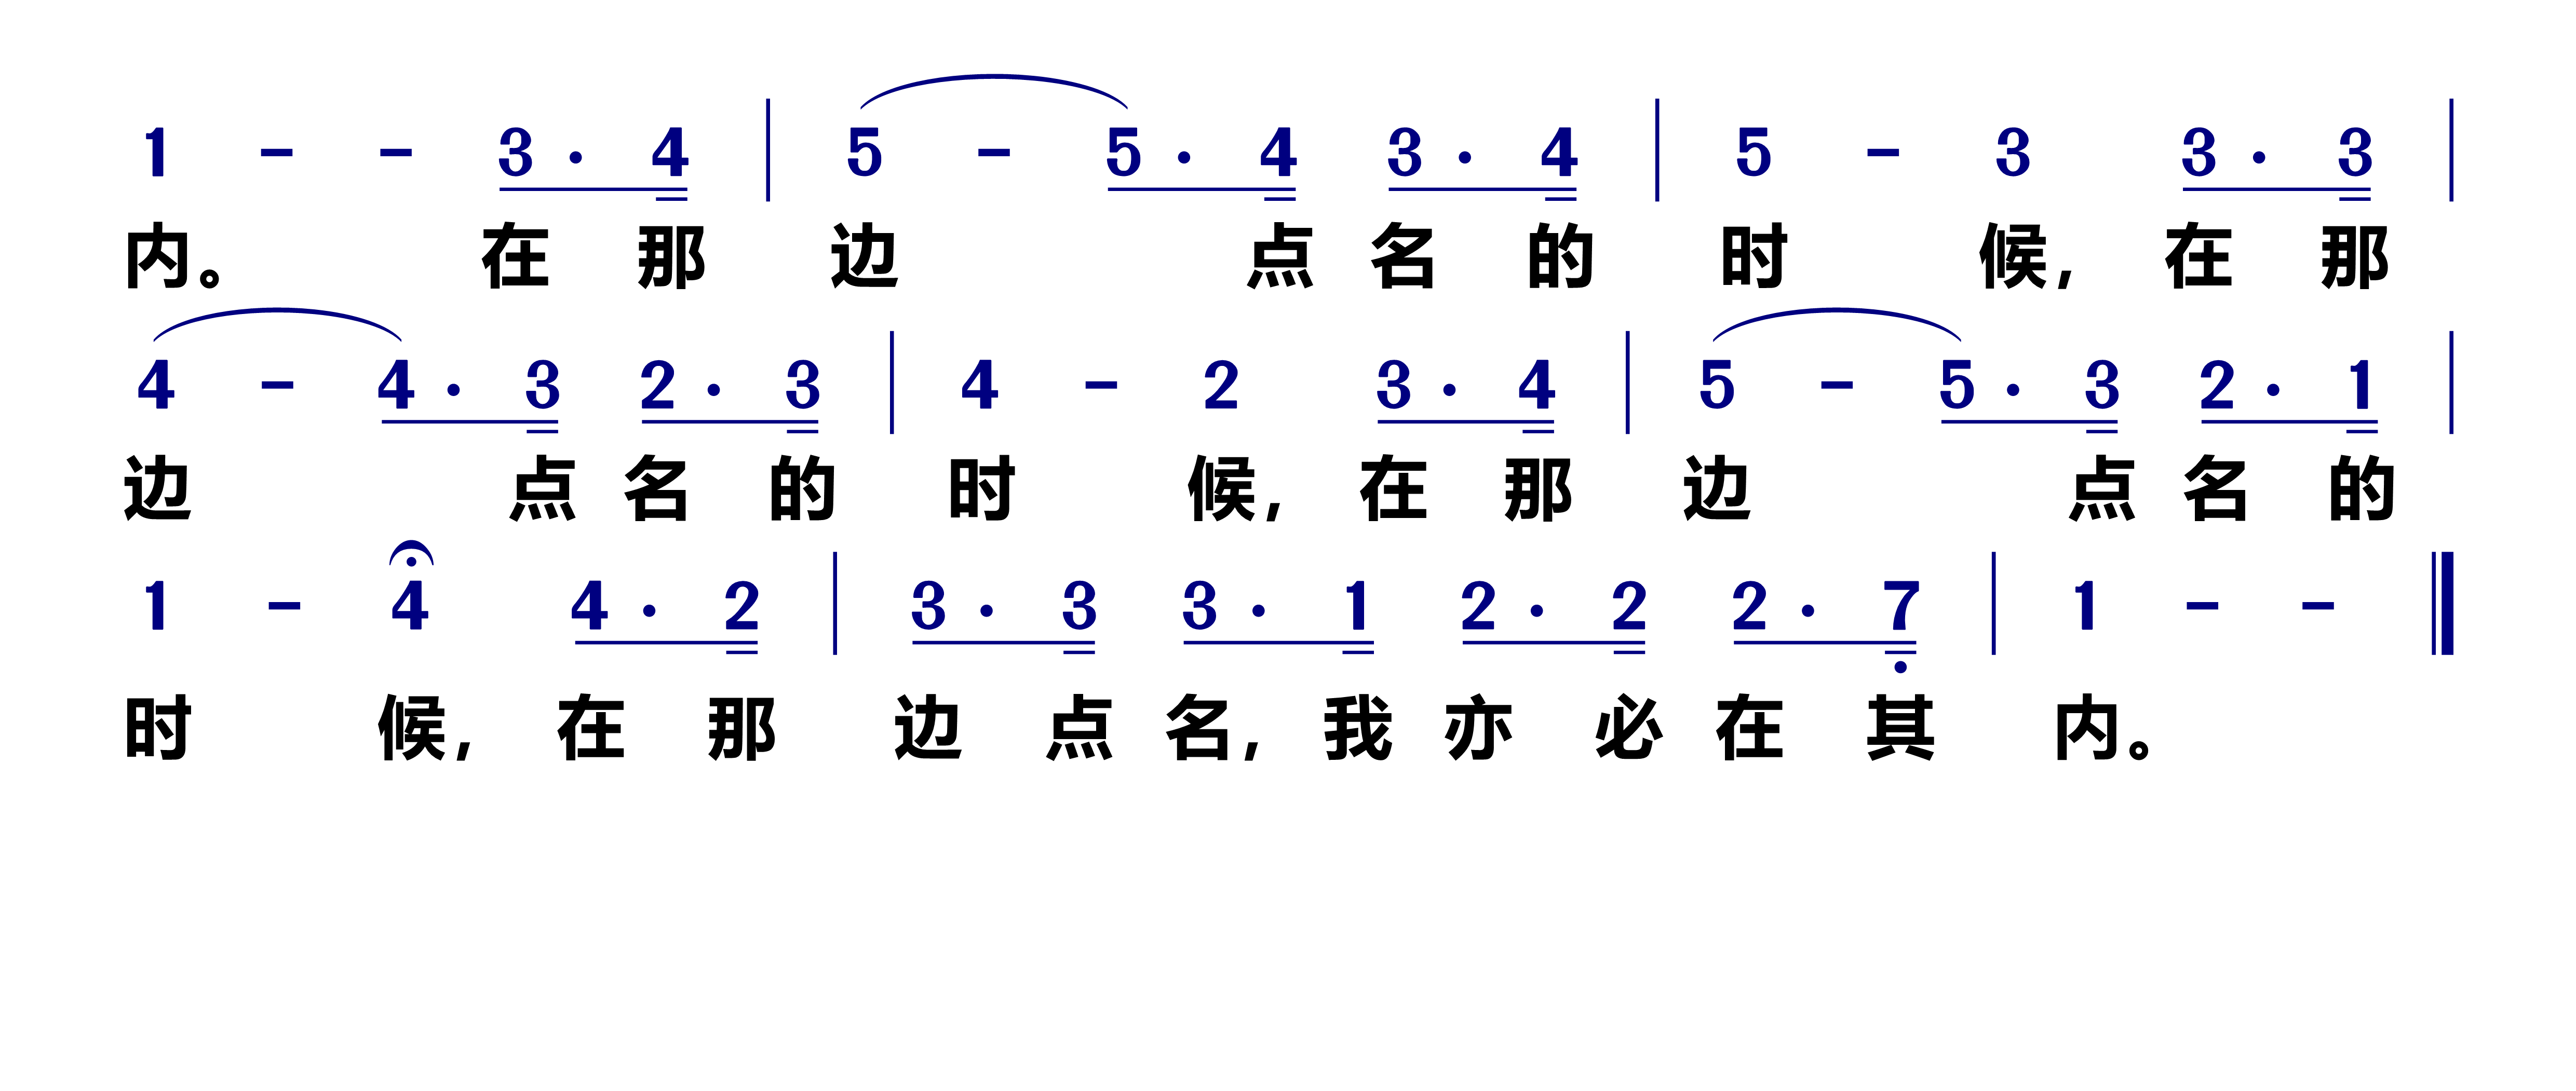 1 - - 3 · 4 | 5 - 5 · 4 3 · 4 | 5 - 3 3 · 3 |
内。 在 那 边 点 名 的 时 候, 在 那
4 - 4 · 3 2 · 3 | 4 - 2 3 · 4 | 5 - 5 · 3 2 · 1 |
边 点 名 的 时 候, 在 那 边 点 名 的
1 - 4 4 · 2 | 3 · 3 3 · 1 2 · 2 2 · 7 | 1 - - ‖
时 候, 在 那 边 点 名, 我 亦 必 在 其 内。